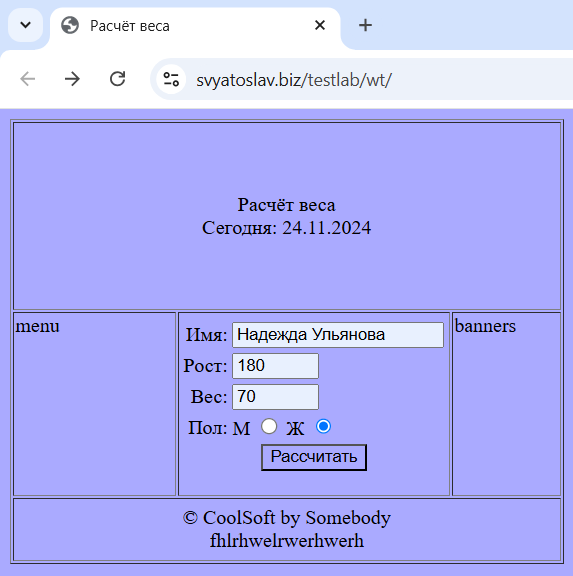 Расчёт веса
svyatoslav.biz/testlab/wt/
Расчёт веса
Сегодня: 24.11.2024
menu
Имя: Надежда Ульянова
Рост: 180
Вес: 70
Пол: М Ж
Рассчитать
banners
© CoolSoft by Somebody
fhlrhwelrwerhwerh